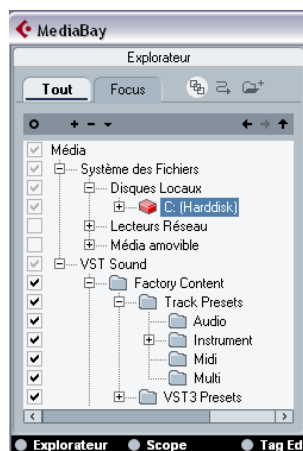 MediaBay
Explorateur
Tout Focus
Média
Système des Fichiers
Disques Locaux
C: (Harddisk)
Lecteurs Réseau
Média amovible
VST Sound
Factory Content
Track Presets
Audio
Instrument
Midi
Multi
VST3 Presets
Explorateur Scope Tag Ed